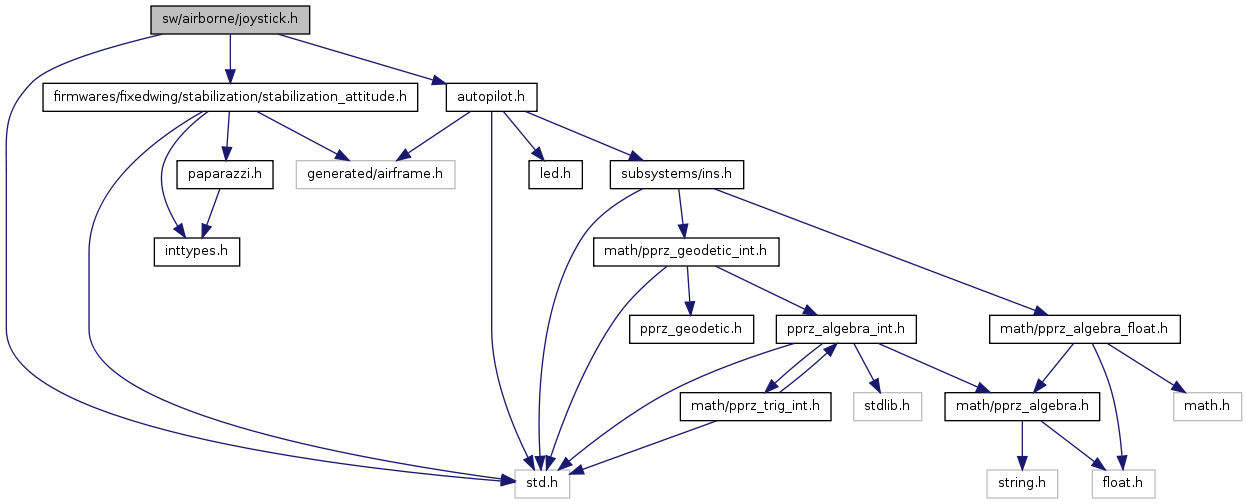 sw/airborne/joystick.h
firmwares/fixedwing/stabilization/stabilization_attitude.h
autopilot.h
paparazzi.h
generated/airframe.h
led.h
subsystems/ins.h
inttypes.h
math/pprz_geodetic_int.h
pprz_geodetic.h
pprz_algebra_int.h
math/pprz_algebra_float.h
math/pprz_trig_int.h
stdlib.h
math/pprz_algebra.h
math.h
std.h
string.h
float.h